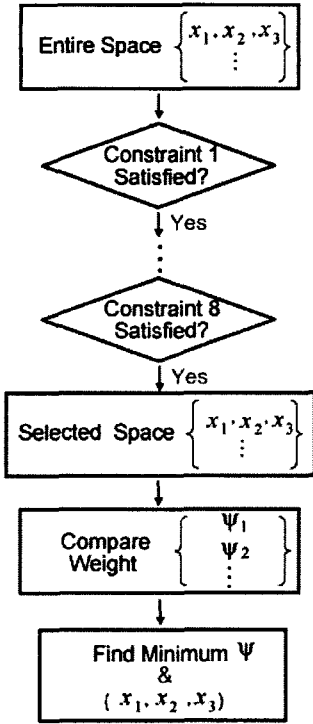 Entire Space { x₁, x₂, x₃
⋮ }
Constraint 1
Satisfied?
Yes
⋮
Constraint 8
Satisfied?
Yes
Selected Space { x₁, x₂, x₃
⋮ }
Compare
Weight
{ Ψ₁
Ψ₂
⋮ }
Find Minimum Ψ
&
( x₁, x₂, x₃)